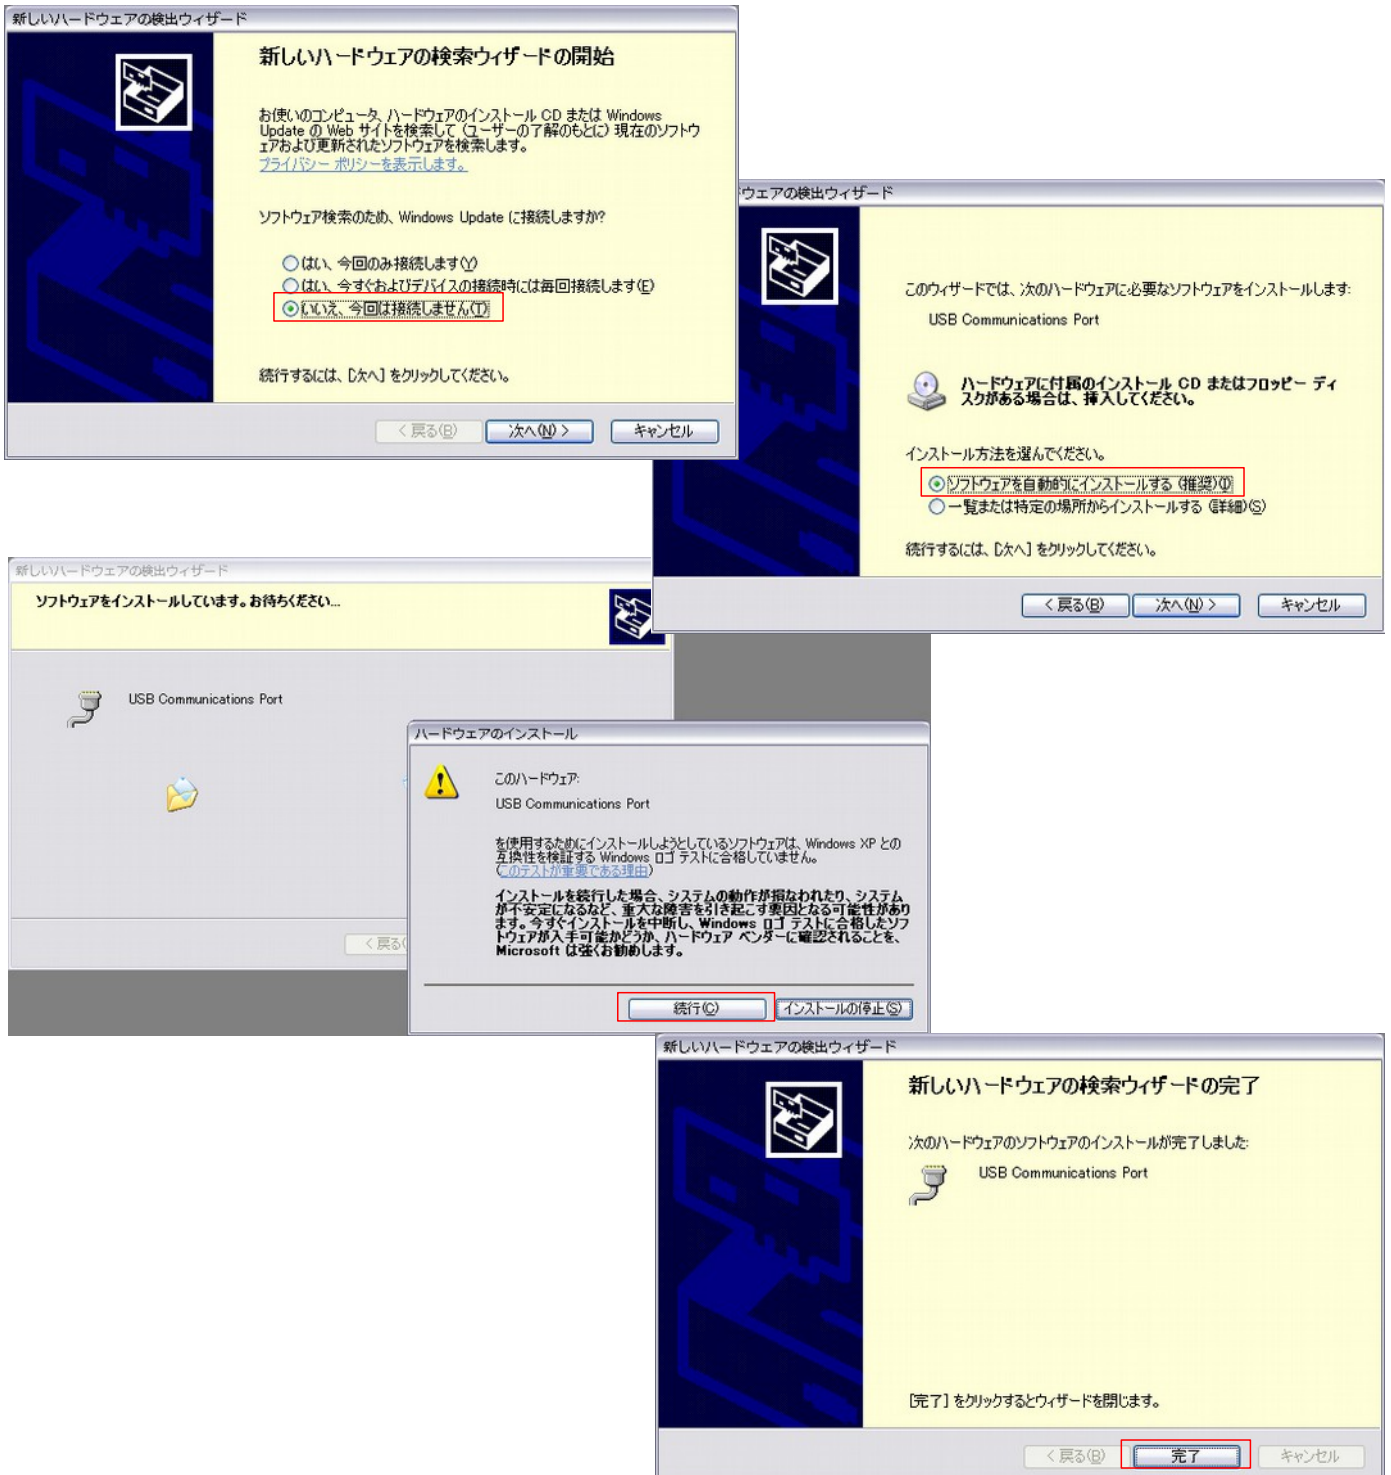 新しいハードウェアの検出ウィザード
新しいハードウェアの検索ウィザードの開始
お使いのコンピュータ、ハードウェアのインストール CD または Windows
Update の Web サイトを検索して (ユーザーの了解のもとに) 現在のソフトウ
ェアおよび更新されたソフトウェアを検索します。
プライバシー ポリシーを表示します。
ソフトウェア検索のため、Windows Update に接続しますか?
はい、今回のみ接続します(Y)
はい、今すぐおよびデバイスの接続時には毎回接続します(E)
いいえ、今回は接続しません(T)
続行するには、[次へ] をクリックしてください。
< 戻る(B) 次へ(N) > キャンセル
ドウェアの検出ウィザード
このウィザードでは、次のハードウェアに必要なソフトウェアをインストールします:
USB Communications Port
ハードウェアに付属のインストール CD またはフロッピー ディ
スクがある場合は、挿入してください。
インストール方法を選んでください。
ソフトウェアを自動的にインストールする (推奨)(I)
一覧または特定の場所からインストールする (詳細)(S)
続行するには、[次へ] をクリックしてください。
< 戻る(B) 次へ(N) > キャンセル
新しいハードウェアの検出ウィザード
ソフトウェアをインストールしています。お待ちください...
USB Communications Port
< 戻る(
ハードウェアのインストール
このハードウェア:
USB Communications Port
を使用するためにインストールしようとしているソフトウェアは、Windows XP との
互換性を検証する Windows ロゴ テストに合格していません。
(このテストが重要である理由)
インストールを続行した場合、システムの動作が損なわれたり、システム
が不安定になるなど、重大な障害を引き起こす要因となる可能性があり
ます。今すぐインストールを中断し、Windows ロゴ テストに合格したソフ
トウェアが入手可能かどうか、ハードウェア ベンダーに確認されることを、
Microsoft は強くお勧めします。
続行(C) インストールの停止(S)
新しいハードウェアの検出ウィザード
新しいハードウェアの検索ウィザードの完了
次のハードウェアのソフトウェアのインストールが完了しました:
USB Communications Port
[完了] をクリックするとウィザードを閉じます。
< 戻る(B) 完了 キャンセル